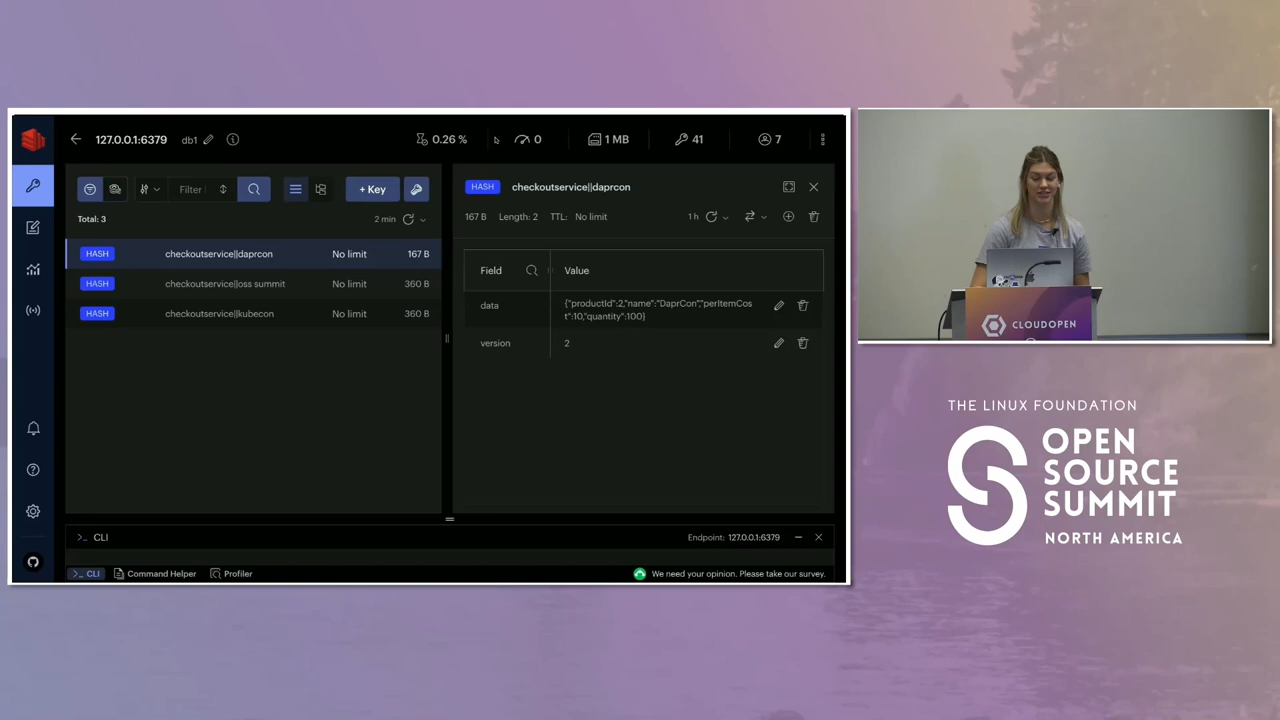 127.0.0.1:6379 db1 0.26 % 0 1 MB 41 7
Filter + Key
Total: 3 2 min
HASH checkoutservice||daprcon No limit 167 B
HASH checkoutservice||oss summit No limit 360 B
HASH checkoutservice||kubecon No limit 360 B
HASH checkoutservice||daprcon
167 B Length: 2 TTL: No limit 1 h
Field Value
data {"productId":2,"name":"DaprCon","perItemCos
t":10,"quantity":100}
version 2
>_ CLI Endpoint: 127.0.0.1:6379
>_ CLI Command Helper Profiler We need your opinion. Please take our survey.
CLOUDOPEN
THE LINUX FOUNDATION
OPEN
SOURCE
SUMMIT
NORTH AMERICA